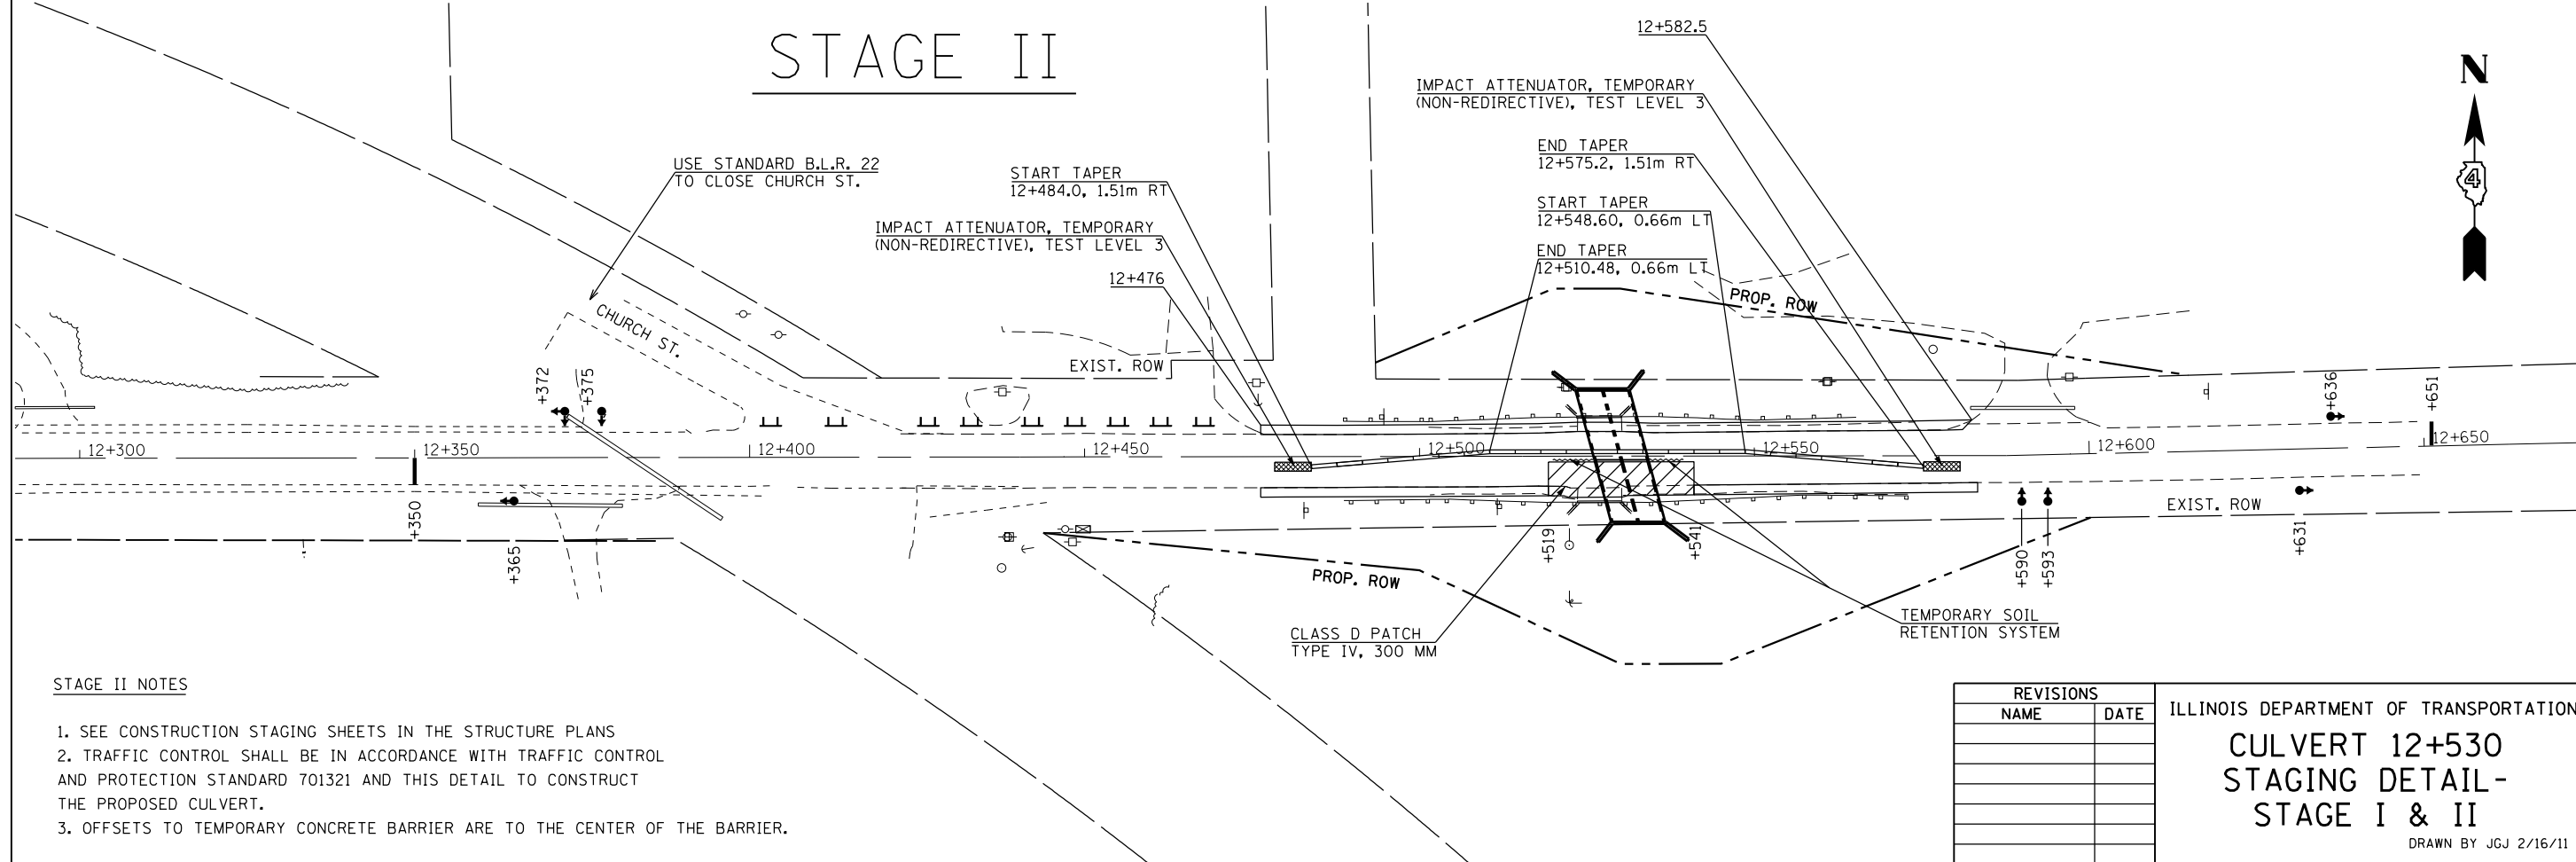 STAGE II
12+582.5
N
4
IMPACT ATTENUATOR, TEMPORARY
(NON-REDIRECTIVE), TEST LEVEL 3
END TAPER
12+575.2, 1.51m RT
START TAPER
12+548.60, 0.66m LT
END TAPER
12+510.48, 0.66m LT
USE STANDARD B.L.R. 22
TO CLOSE CHURCH ST.
START TAPER
12+484.0, 1.51m RT
IMPACT ATTENUATOR, TEMPORARY
(NON-REDIRECTIVE), TEST LEVEL 3
12+476
CHURCH ST.
PROP. ROW
EXIST. ROW
+372
+375
+636
+651
12+300
12+350
12+400
12+450
12+500
12+550
12+600
12+650
+350
+365
+519
+541
+590
+593
+631
EXIST. ROW
PROP. ROW
CLASS D PATCH
TYPE IV, 300 MM
TEMPORARY SOIL
RETENTION SYSTEM
STAGE II NOTES
1. SEE CONSTRUCTION STAGING SHEETS IN THE STRUCTURE PLANS
2. TRAFFIC CONTROL SHALL BE IN ACCORDANCE WITH TRAFFIC CONTROL
AND PROTECTION STANDARD 701321 AND THIS DETAIL TO CONSTRUCT
THE PROPOSED CULVERT.
3. OFFSETS TO TEMPORARY CONCRETE BARRIER ARE TO THE CENTER OF THE BARRIER.
REVISIONS
NAME DATE
ILLINOIS DEPARTMENT OF TRANSPORTATION
CULVERT 12+530
STAGING DETAIL-
STAGE I & II
DRAWN BY JGJ 2/16/11